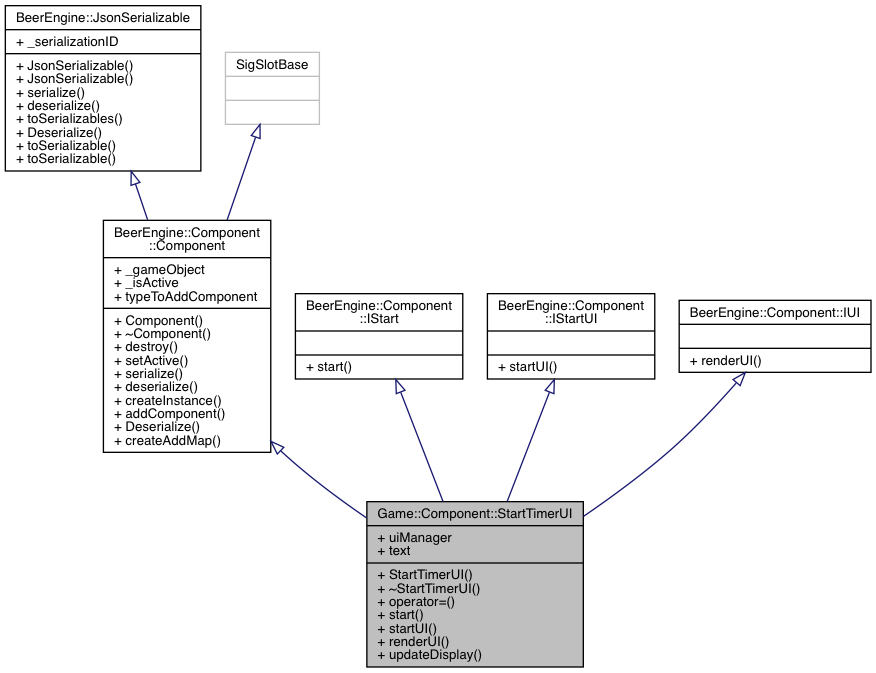 BeerEngine::JsonSerializable
+ _serializationID
+ JsonSerializable()
+ JsonSerializable()
+ serialize()
+ deserialize()
+ toSerializables()
+ Deserialize()
+ toSerializable()
+ toSerializable()
SigSlotBase
BeerEngine::Component
::Component
+ _gameObject
+ _isActive
+ typeToAddComponent
+ Component()
+ ~Component()
+ destroy()
+ setActive()
+ serialize()
+ deserialize()
+ createInstance()
+ addComponent()
+ Deserialize()
+ createAddMap()
BeerEngine::Component
::IStart
+ start()
BeerEngine::Component
::IStartUI
+ startUI()
BeerEngine::Component::IUI
+ renderUI()
Game::Component::StartTimerUI
+ uiManager
+ text
+ StartTimerUI()
+ ~StartTimerUI()
+ operator=()
+ start()
+ startUI()
+ renderUI()
+ updateDisplay()